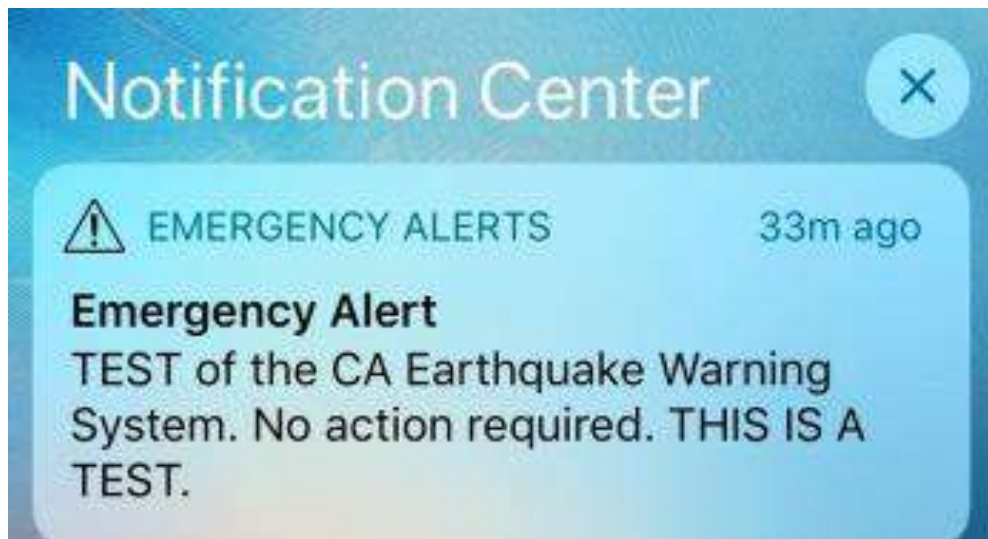 Notification Center
EMERGENCY ALERTS 33m ago
Emergency Alert
TEST of the CA Earthquake Warning
System. No action required. THIS IS A
TEST.